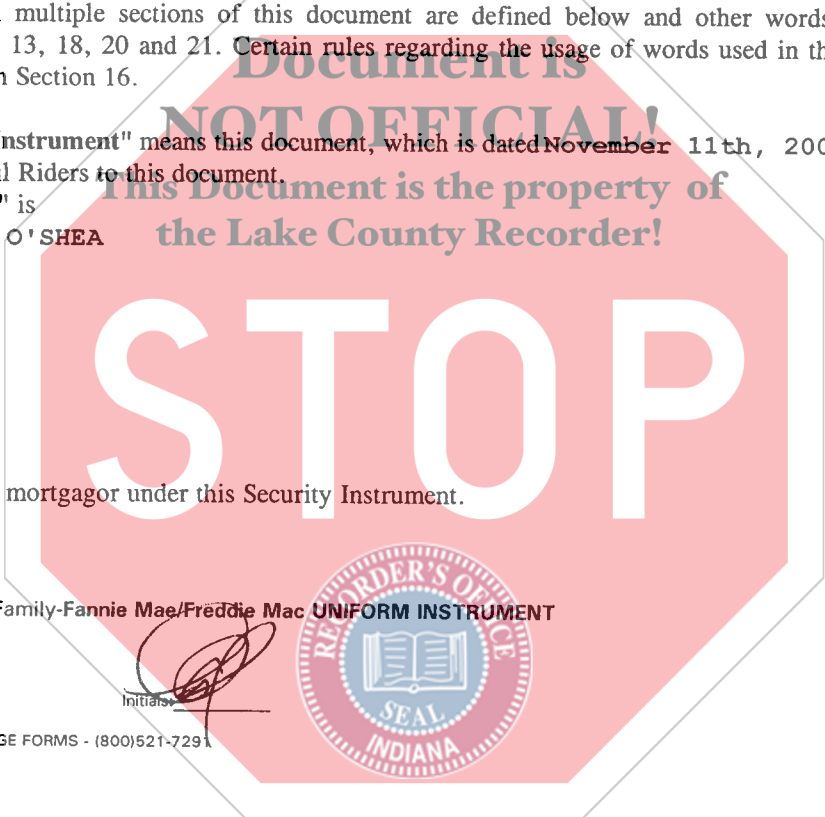 multiple sections of this document are defined below and other words
13, 18, 20 and 21. Certain rules regarding the usage of words used in th
n Section 16.
Document is
NOT OFFICIAL!
This Document is the property of
the Lake County Recorder!
nstrument" means this document, which is dated November 11th, 200
l Riders to this document.
" is
O'SHEA
STOP
mortgagor under this Security Instrument.
Family-Fannie Mae/Freddie Mac UNIFORM INSTRUMENT
RECORDER'S OFFICE
SEAL
INDIANA
Initials:
GE FORMS - (800)521-7291